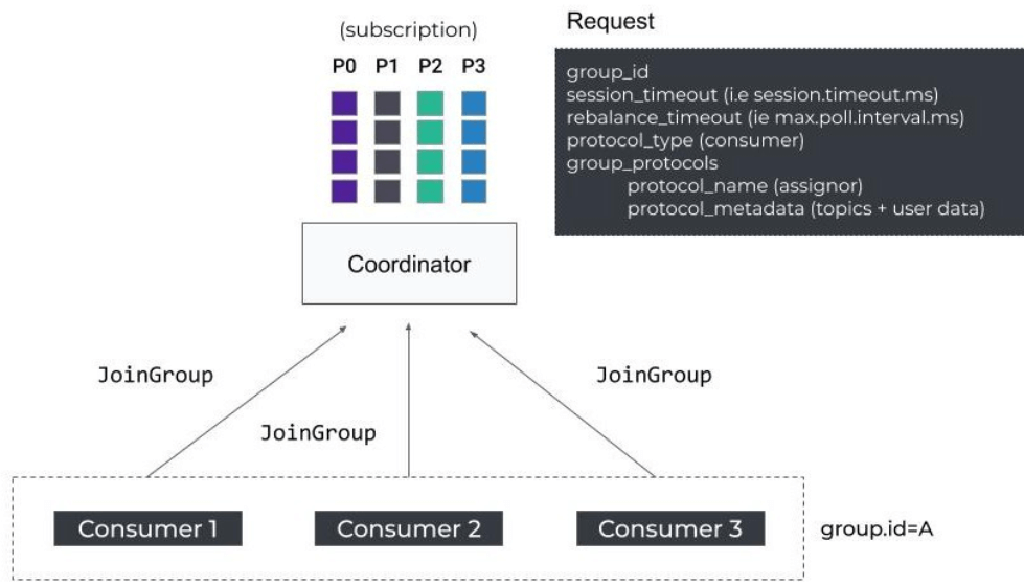 (subscription)
P0 P1 P2 P3
Request
group_id
session_timeout (i.e session.timeout.ms)
rebalance_timeout (ie max.poll.interval.ms)
protocol_type (consumer)
group_protocols
protocol_name (assignor)
protocol_metadata (topics + user data)
Coordinator
JoinGroup
JoinGroup
JoinGroup
Consumer 1
Consumer 2
Consumer 3
group.id=A